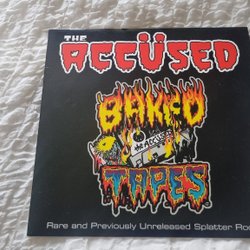 THE
ACCÜSED
BAKED
TAPES
Rare and Previously Unreleased Splatter Ro